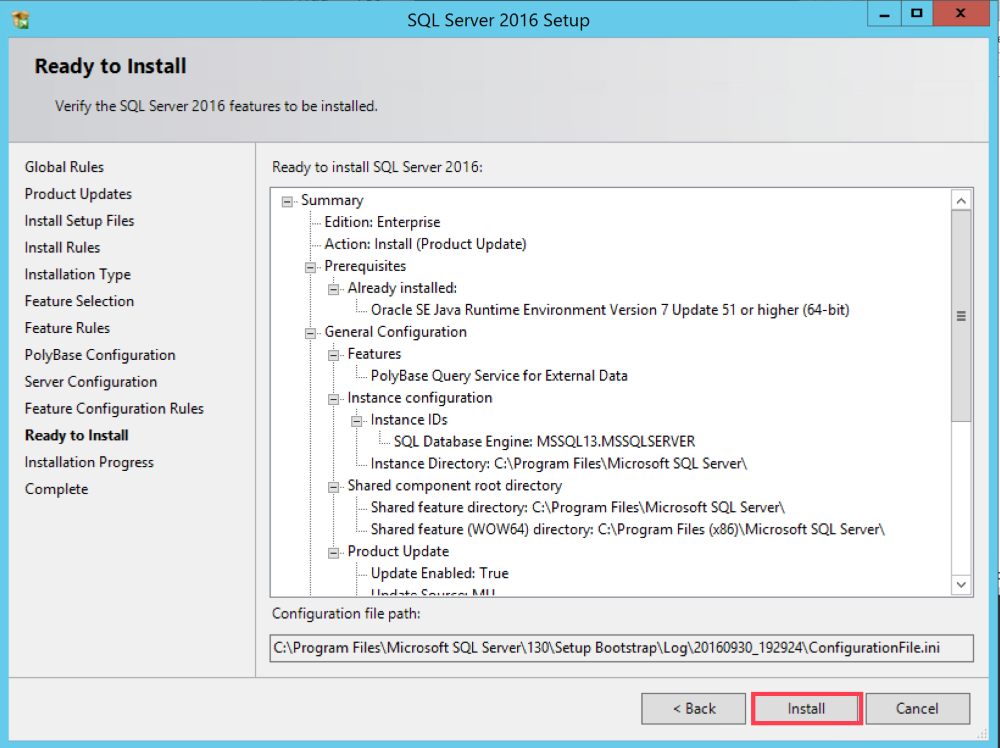 SQL Server 2016 Setup
Ready to Install
Verify the SQL Server 2016 features to be installed.
Global Rules
Product Updates
Install Setup Files
Install Rules
Installation Type
Feature Selection
Feature Rules
PolyBase Configuration
Server Configuration
Feature Configuration Rules
Ready to Install
Installation Progress
Complete
Ready to install SQL Server 2016:
Summary
Edition: Enterprise
Action: Install (Product Update)
Prerequisites
Already installed:
Oracle SE Java Runtime Environment Version 7 Update 51 or higher (64-bit)
General Configuration
Features
PolyBase Query Service for External Data
Instance configuration
Instance IDs
SQL Database Engine: MSSQL13.MSSQLSERVER
Instance Directory: C:\Program Files\Microsoft SQL Server\
Shared component root directory
Shared feature directory: C:\Program Files\Microsoft SQL Server\
Shared feature (WOW64) directory: C:\Program Files (x86)\Microsoft SQL Server\
Product Update
Update Enabled: True
Update Source: MU
Configuration file path:
C:\Program Files\Microsoft SQL Server\130\Setup Bootstrap\Log\20160930_192924\ConfigurationFile.ini
< Back
Install
Cancel